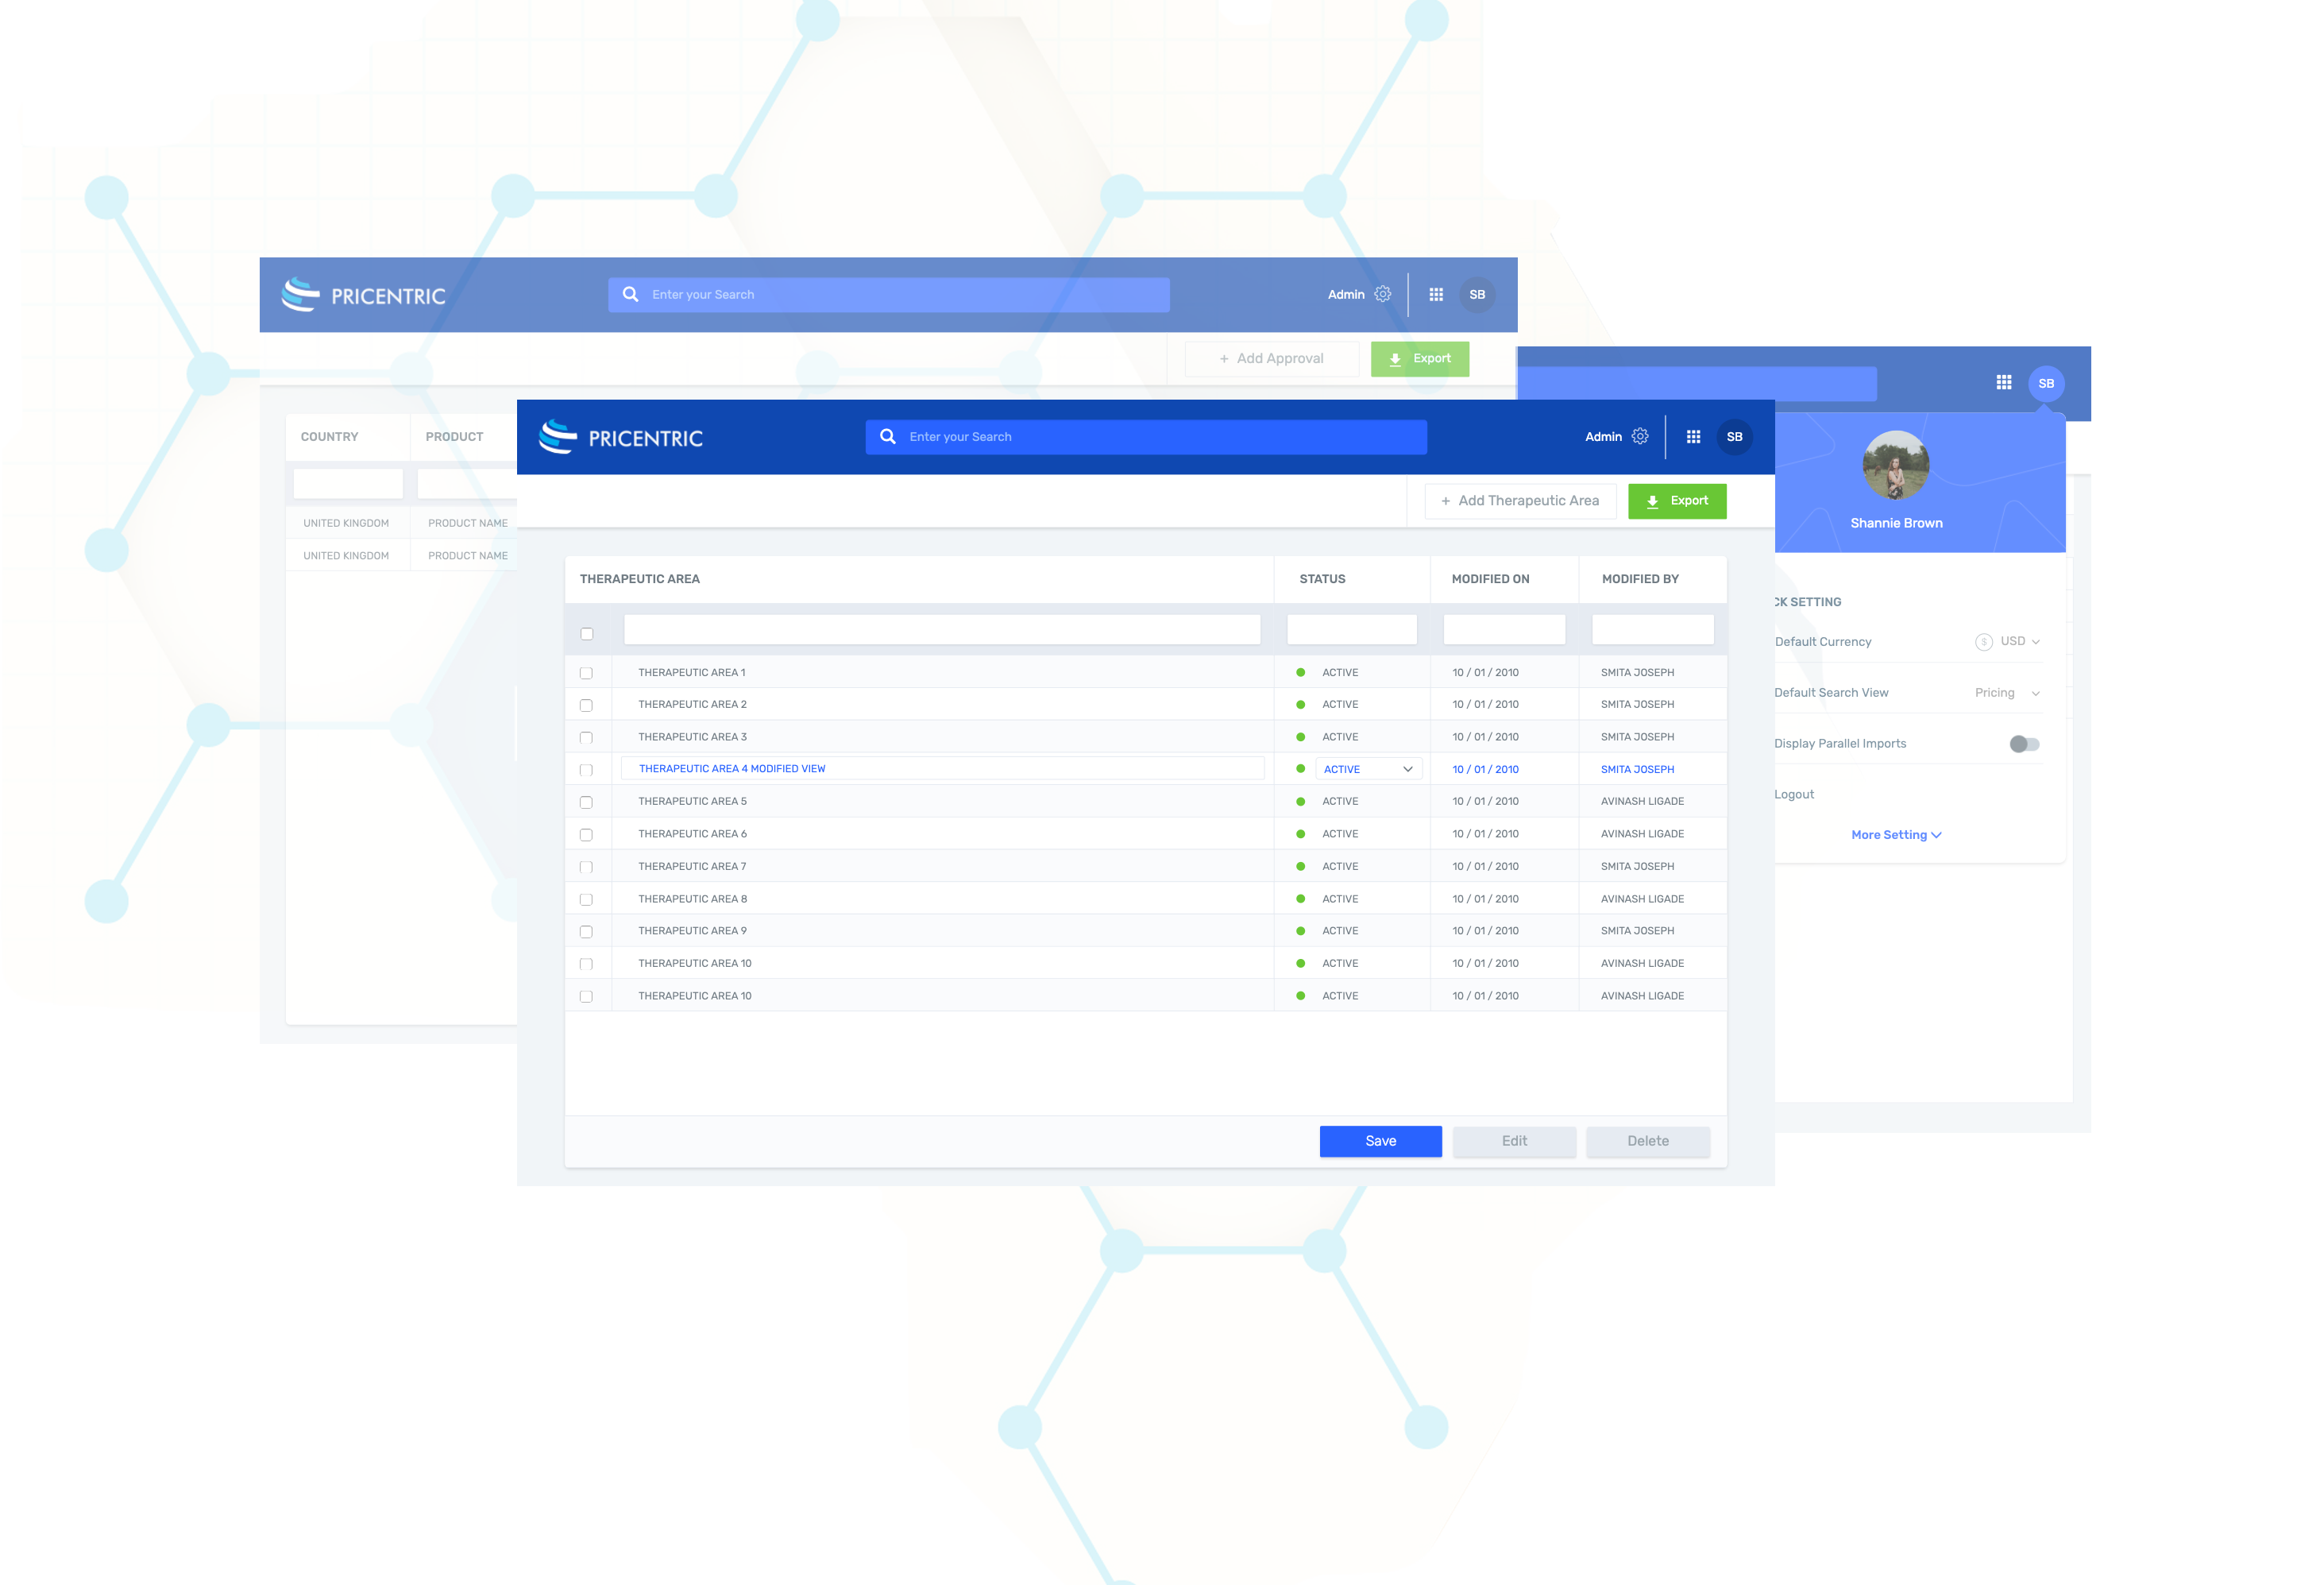 PRICENTRIC
Enter your Search
Admin
SB
+ Add Approval
Export
COUNTRY PRODUCT
UNITED KINGDOM PRODUCT NAME
UNITED KINGDOM PRODUCT NAME
SB
Shannie Brown
CK SETTING
Default Currency $ USD
Default Search View Pricing
Display Parallel Imports
Logout
More Setting
PRICENTRIC
Enter your Search
Admin
SB
+ Add Therapeutic Area
Export
THERAPEUTIC AREA STATUS MODIFIED ON MODIFIED BY
THERAPEUTIC AREA 1 ACTIVE 10 / 01 / 2010 SMITA JOSEPH
THERAPEUTIC AREA 2 ACTIVE 10 / 01 / 2010 SMITA JOSEPH
THERAPEUTIC AREA 3 ACTIVE 10 / 01 / 2010 SMITA JOSEPH
THERAPEUTIC AREA 4 MODIFIED VIEW ACTIVE 10 / 01 / 2010 SMITA JOSEPH
THERAPEUTIC AREA 5 ACTIVE 10 / 01 / 2010 AVINASH LIGADE
THERAPEUTIC AREA 6 ACTIVE 10 / 01 / 2010 AVINASH LIGADE
THERAPEUTIC AREA 7 ACTIVE 10 / 01 / 2010 SMITA JOSEPH
THERAPEUTIC AREA 8 ACTIVE 10 / 01 / 2010 AVINASH LIGADE
THERAPEUTIC AREA 9 ACTIVE 10 / 01 / 2010 SMITA JOSEPH
THERAPEUTIC AREA 10 ACTIVE 10 / 01 / 2010 AVINASH LIGADE
THERAPEUTIC AREA 10 ACTIVE 10 / 01 / 2010 AVINASH LIGADE
Save Edit Delete